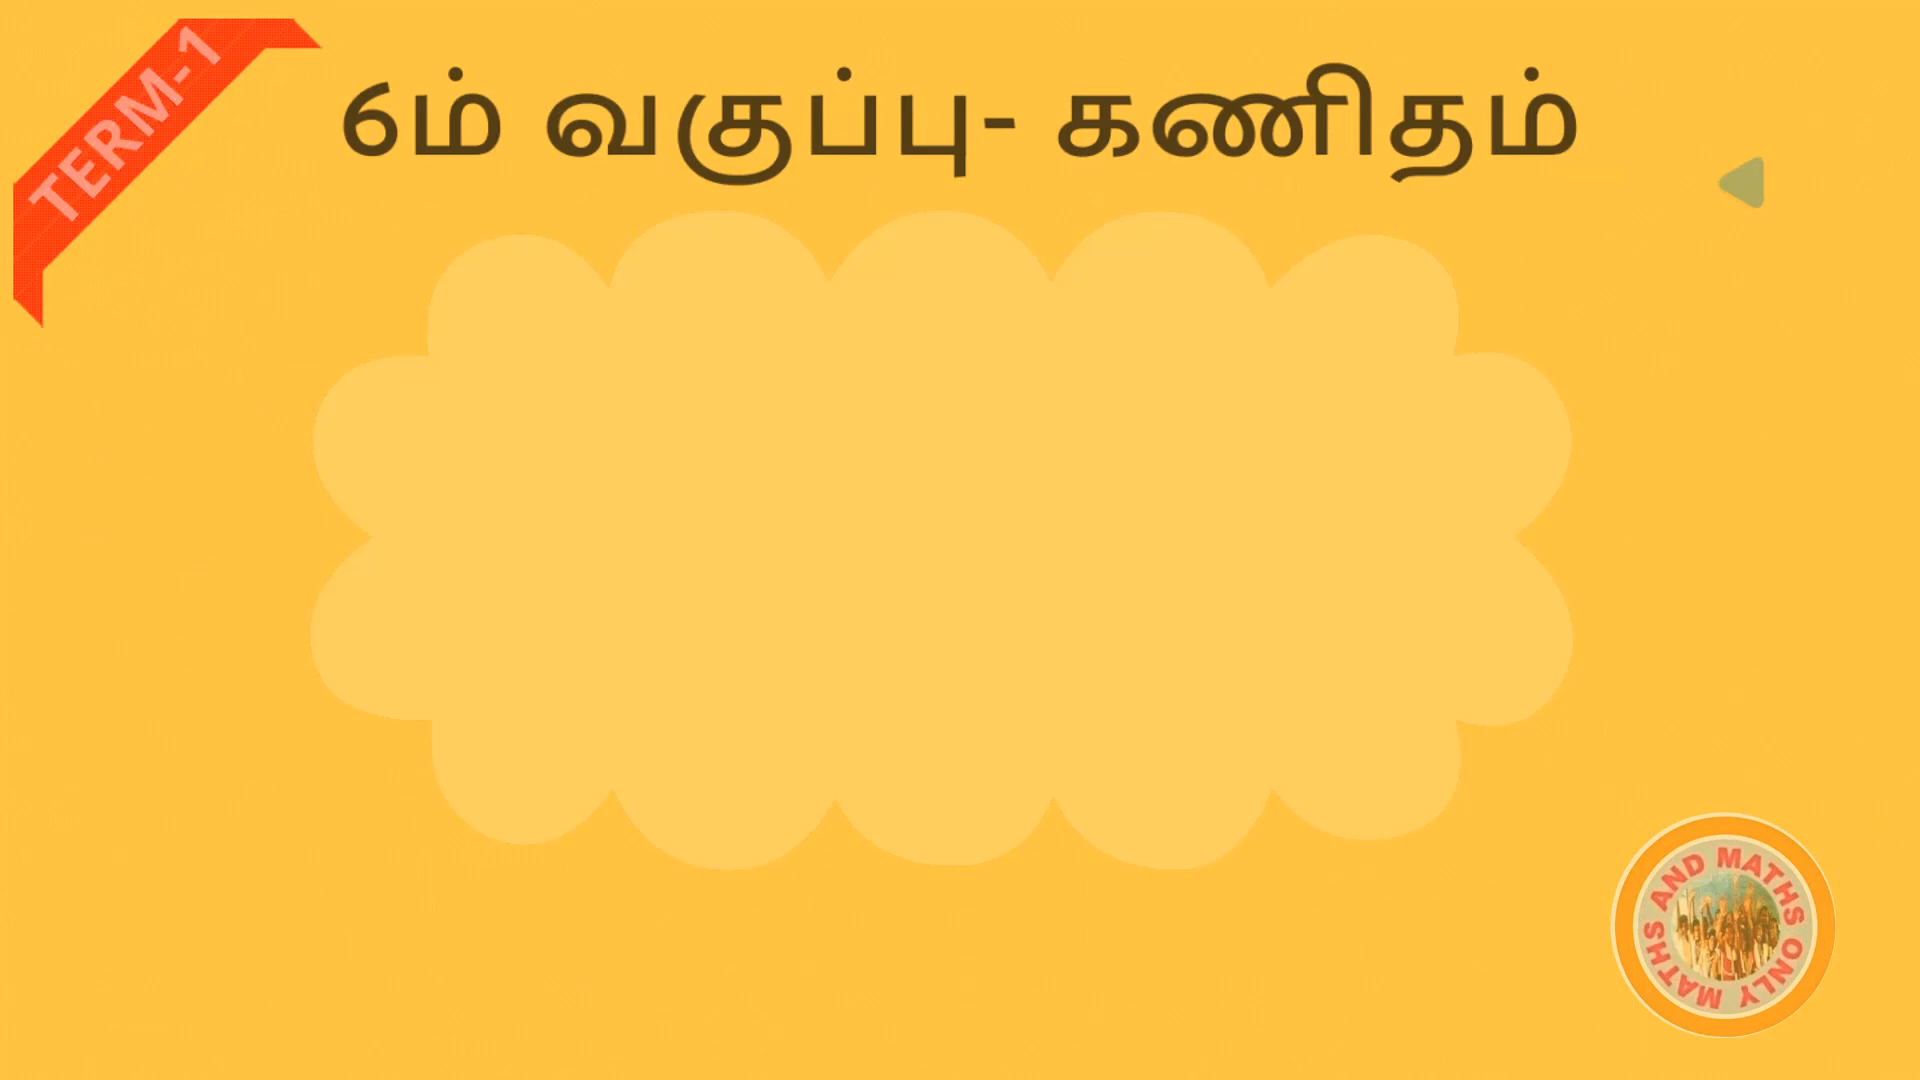 TERM-1
6ம் வகுப்பு- கணிதம்
MATHS AND MATHS ONLY